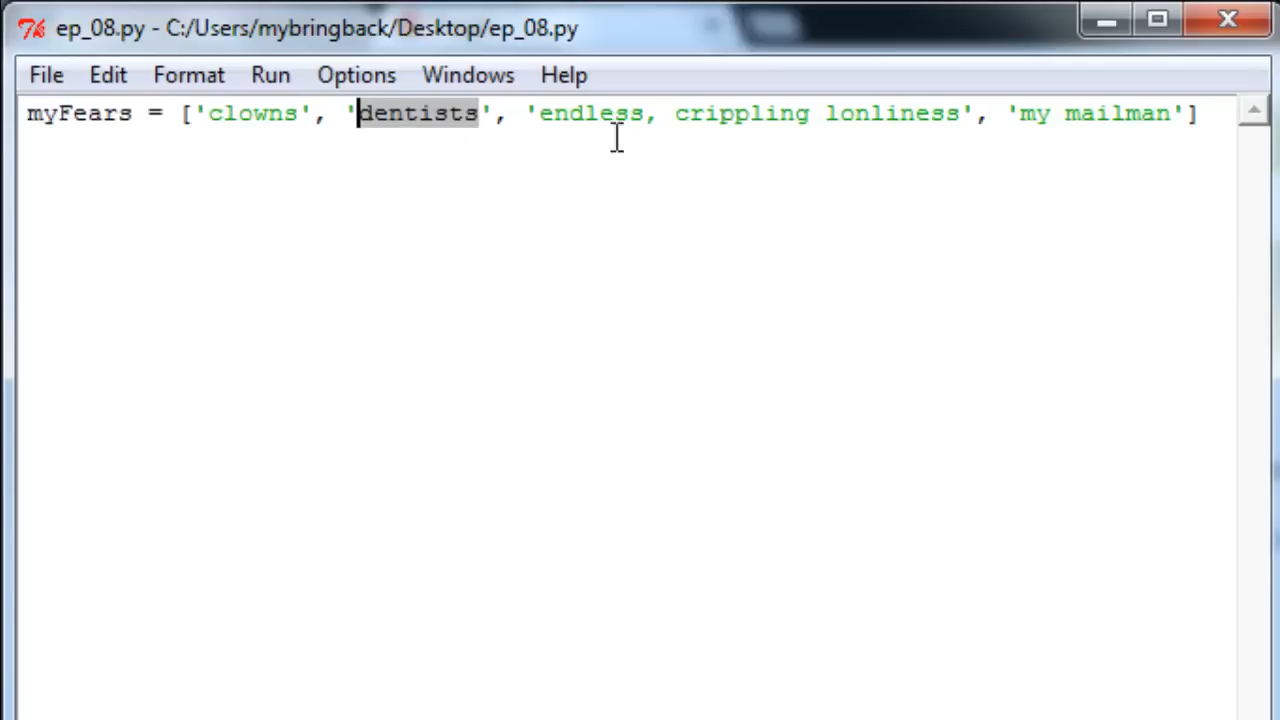 ep_08.py - C:/Users/mybringback/Desktop/ep_08.py
File Edit Format Run Options Windows Help
myFears = ['clowns', 'dentists', 'endless, crippling lonliness', 'my mailman']